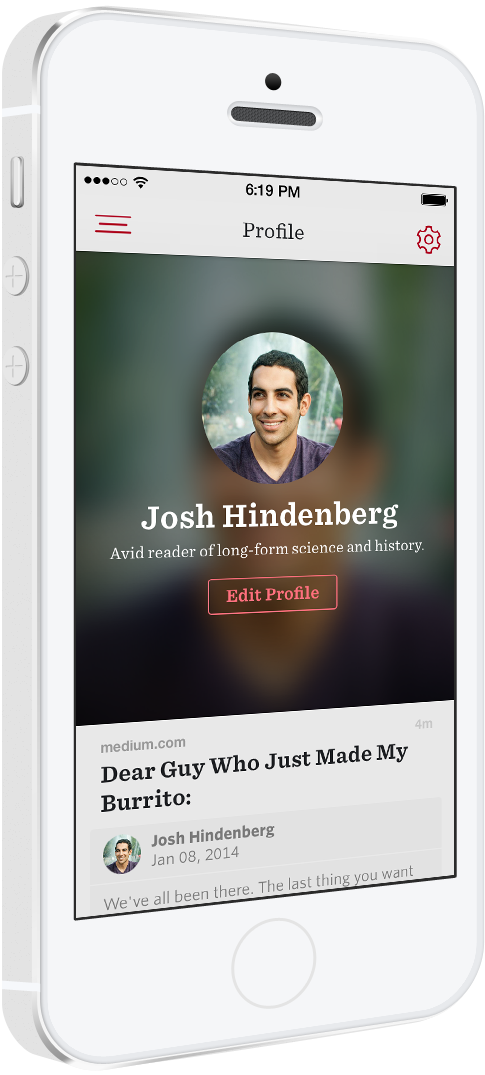 6:19 PM
Profile
Josh Hindenberg
Avid reader of long-form science and history.
Edit Profile
4m
medium.com
Dear Guy Who Just Made My
Burrito:
Josh Hindenberg
Jan 08, 2014
We've all been there. The last thing you want